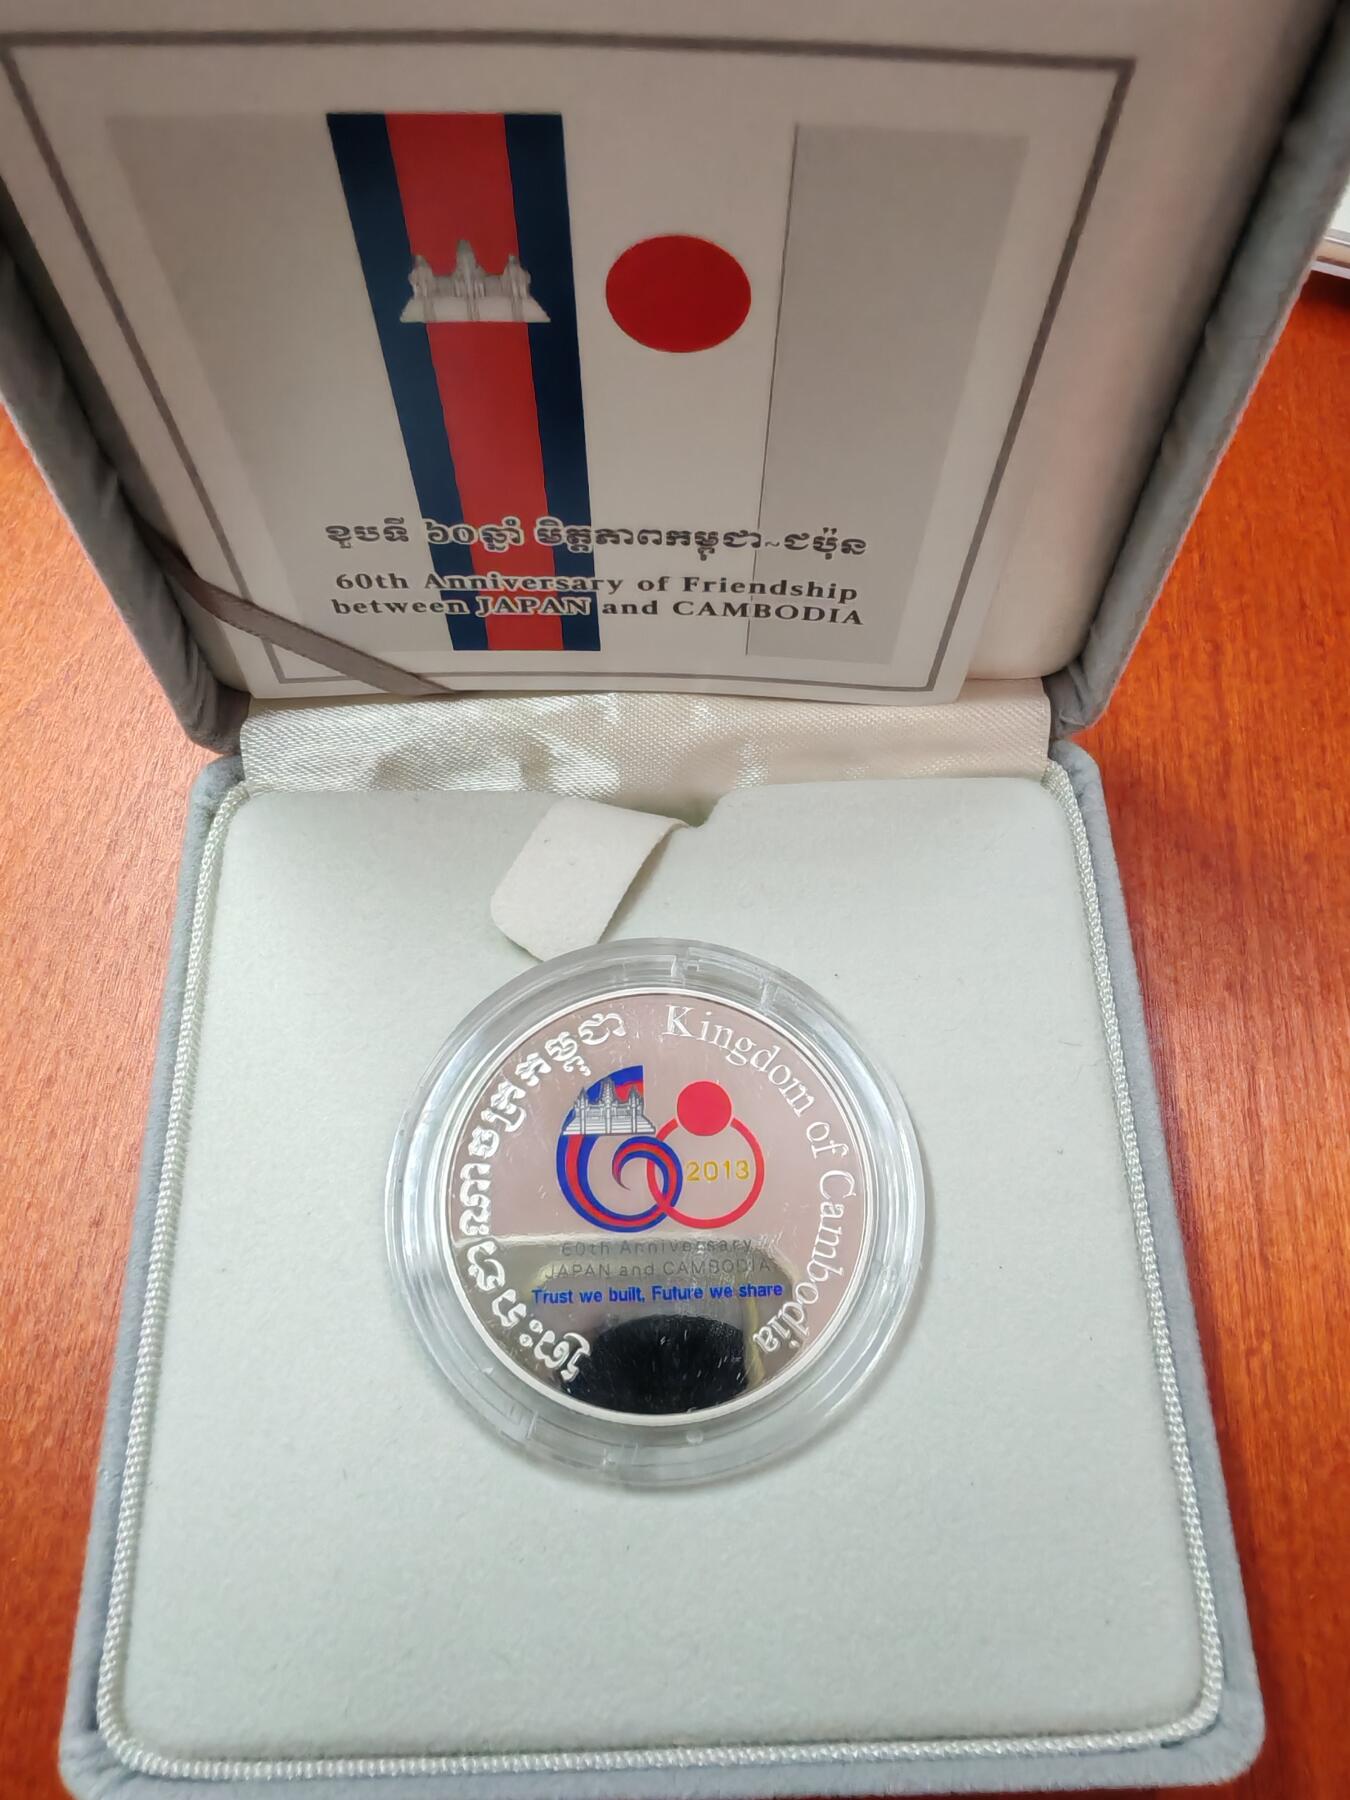 ខួបទី ៦០ឆ្នាំ មិត្តភាពកម្ពុជា~ជប៉ុន
60th Anniversary of Friendship
between JAPAN and CAMBODIA
ព្រះរាជាណាចក្រកម្ពុជា
Kingdom of Cambodia
2013
60th Anniversary
JAPAN and CAMBODIA
Trust we built, Future we share